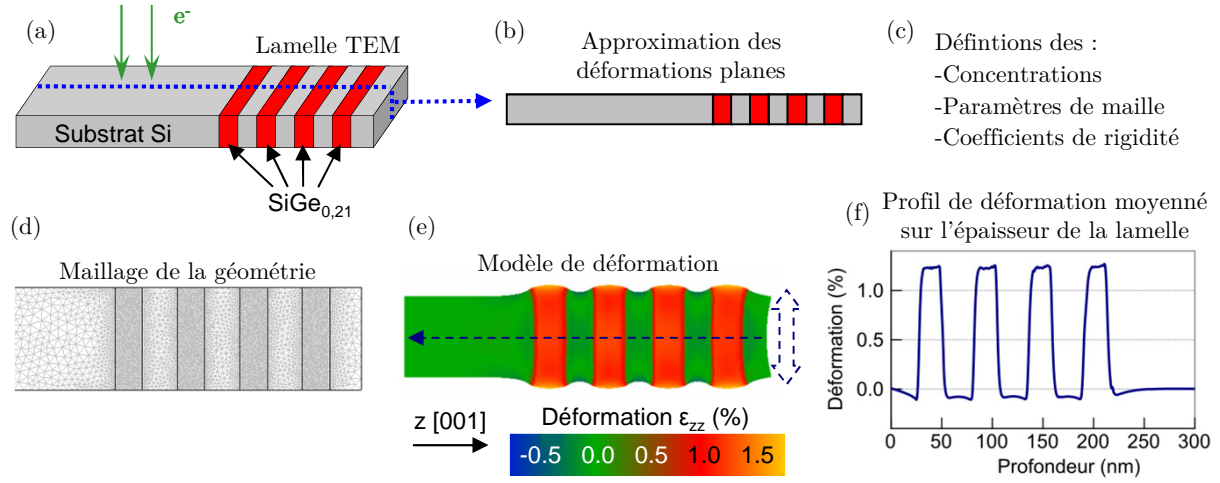 (a)
e-
Lamelle TEM
Substrat Si
SiGe0,21
(b)
Approximation des
déformations planes
(c)
Défintions des :
-Concentrations
-Paramètres de maille
-Coefficients de rigidité
(d)
Maillage de la géométrie
(e)
Modèle de déformation
z [001]
Déformation εzz (%)
-0.5 0.0 0.5 1.0 1.5
(f)
Profil de déformation moyenné
sur l'épaisseur de la lamelle
Déformation (%)
1.0
0.5
0.0
0 50 100 150 200 300
Profondeur (nm)